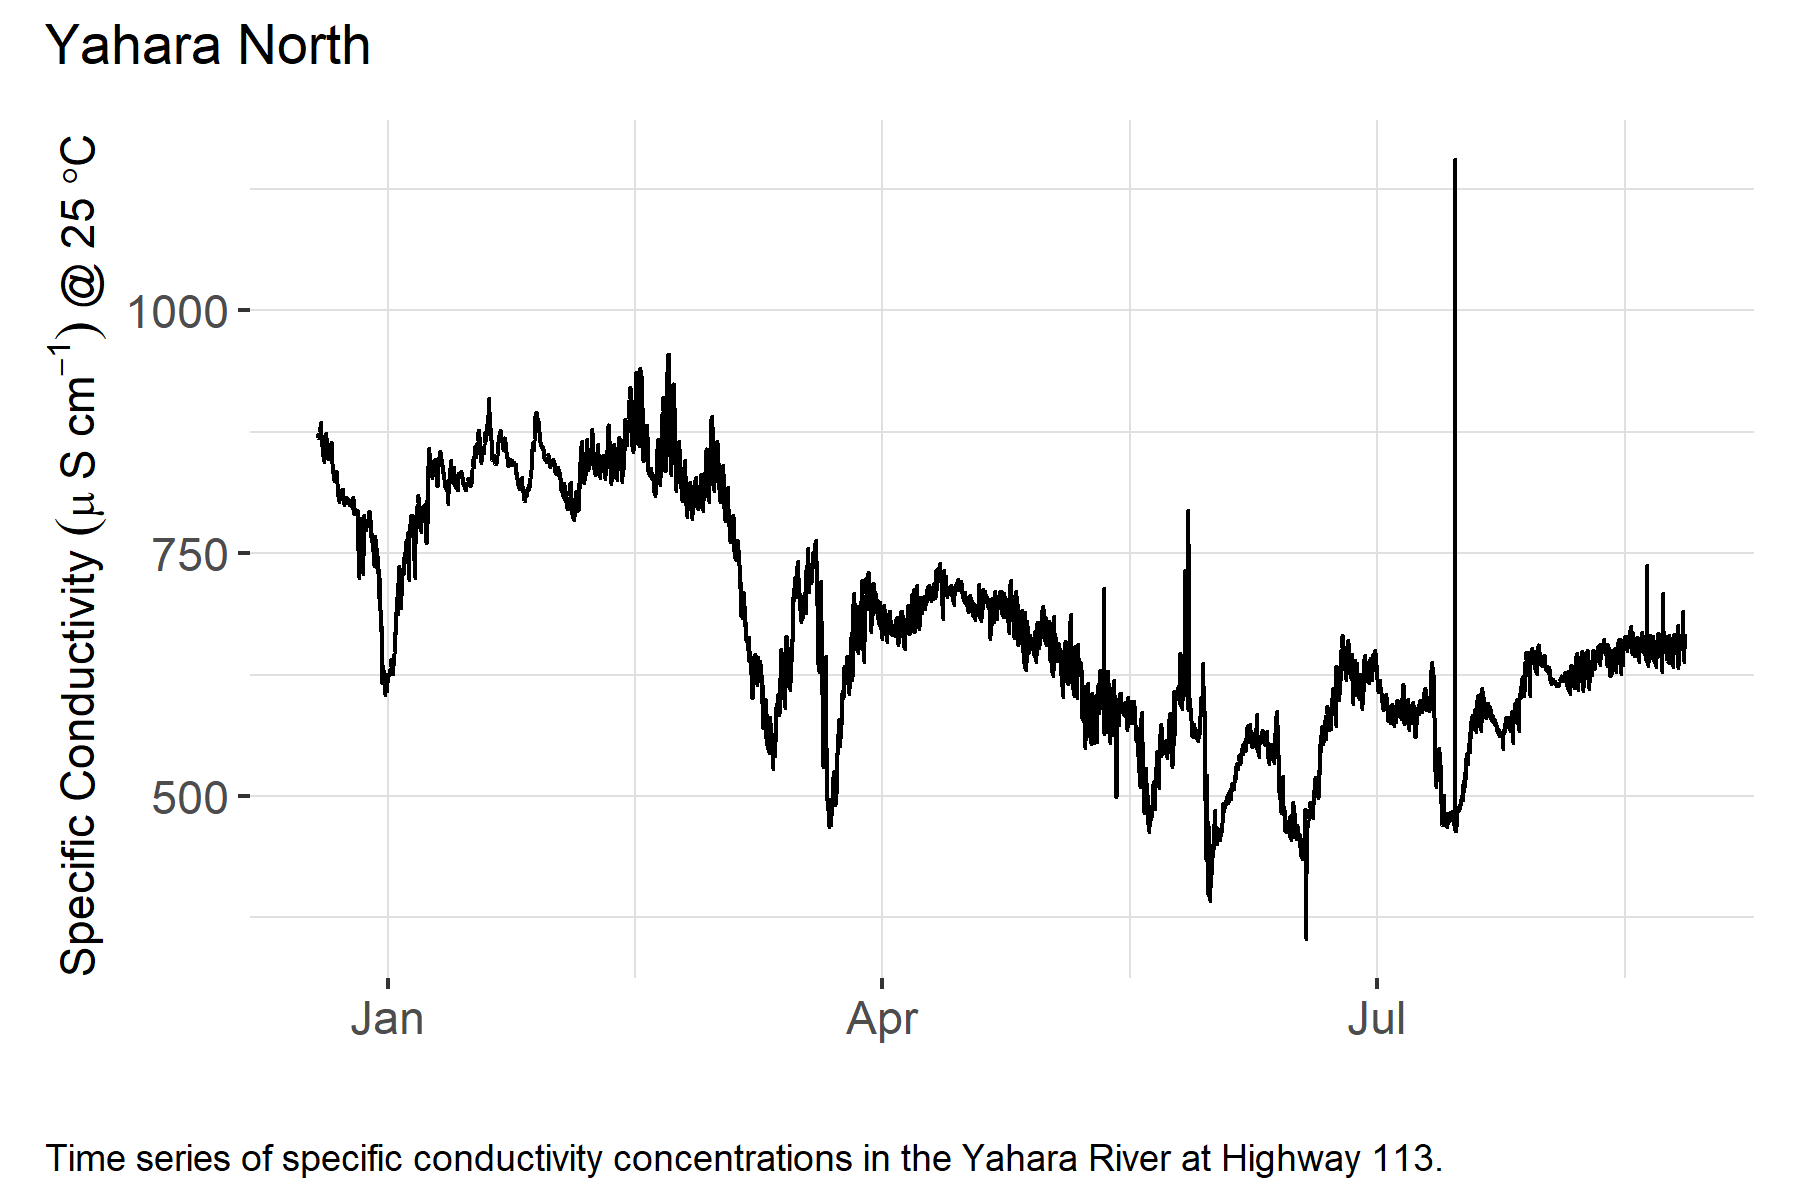 Yahara North
Specific Conductivity (μ S cm⁻¹) @ 25 °C
1000
750
500
Jan Apr Jul
Time series of specific conductivity concentrations in the Yahara River at Highway 113.